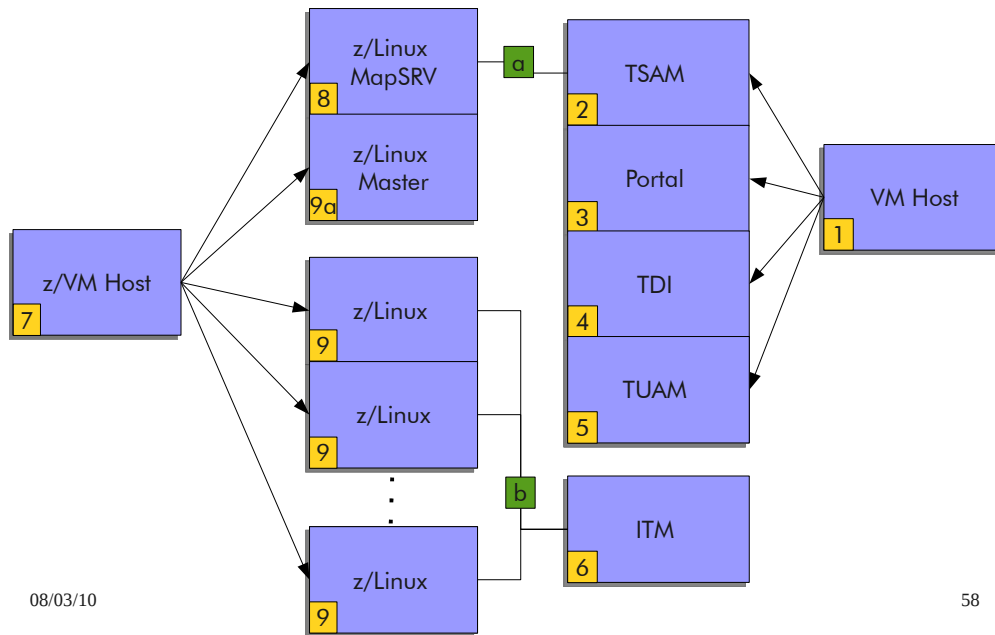 z/Linux
MapSRV
8
a
TSAM
2
z/Linux
Master
9a
Portal
3
VM Host
1
z/VM Host
7
z/Linux
9
TDI
4
z/Linux
9
TUAM
5
b
ITM
6
z/Linux
9
08/03/10
58